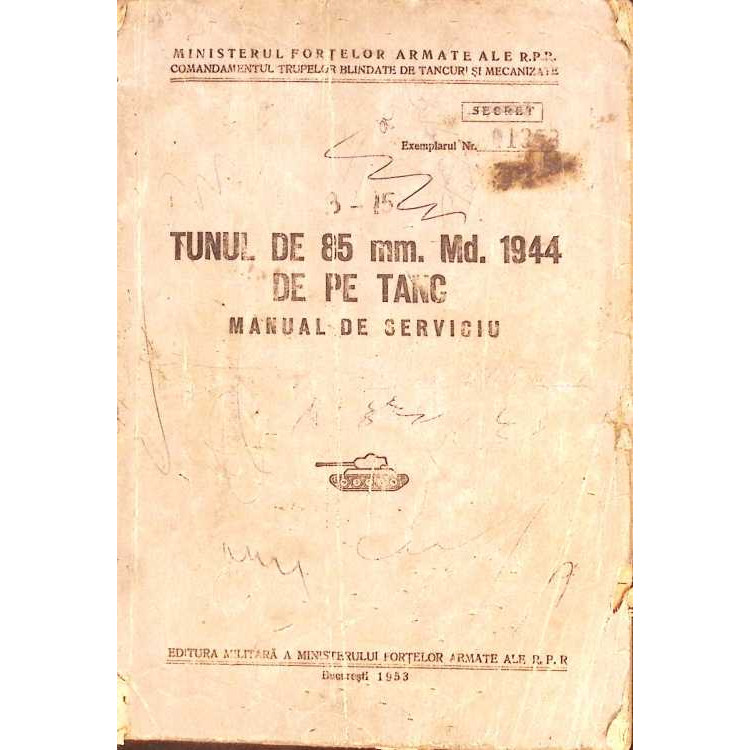 MINISTERUL FORȚELOR ARMATE ALE R.P.R.
COMANDAMENTUL TRUPELOR BLINDATE DE TANCURI ȘI MECANIZATE
SECRET
Exemplarul Nr.
TUNUL DE 85 mm. Md. 1944
DE PE TANC
MANUAL DE SERVICIU
EDITURA MILITARĂ A MINISTERULUI FORȚELOR ARMATE ALE R. P. R
București 1953